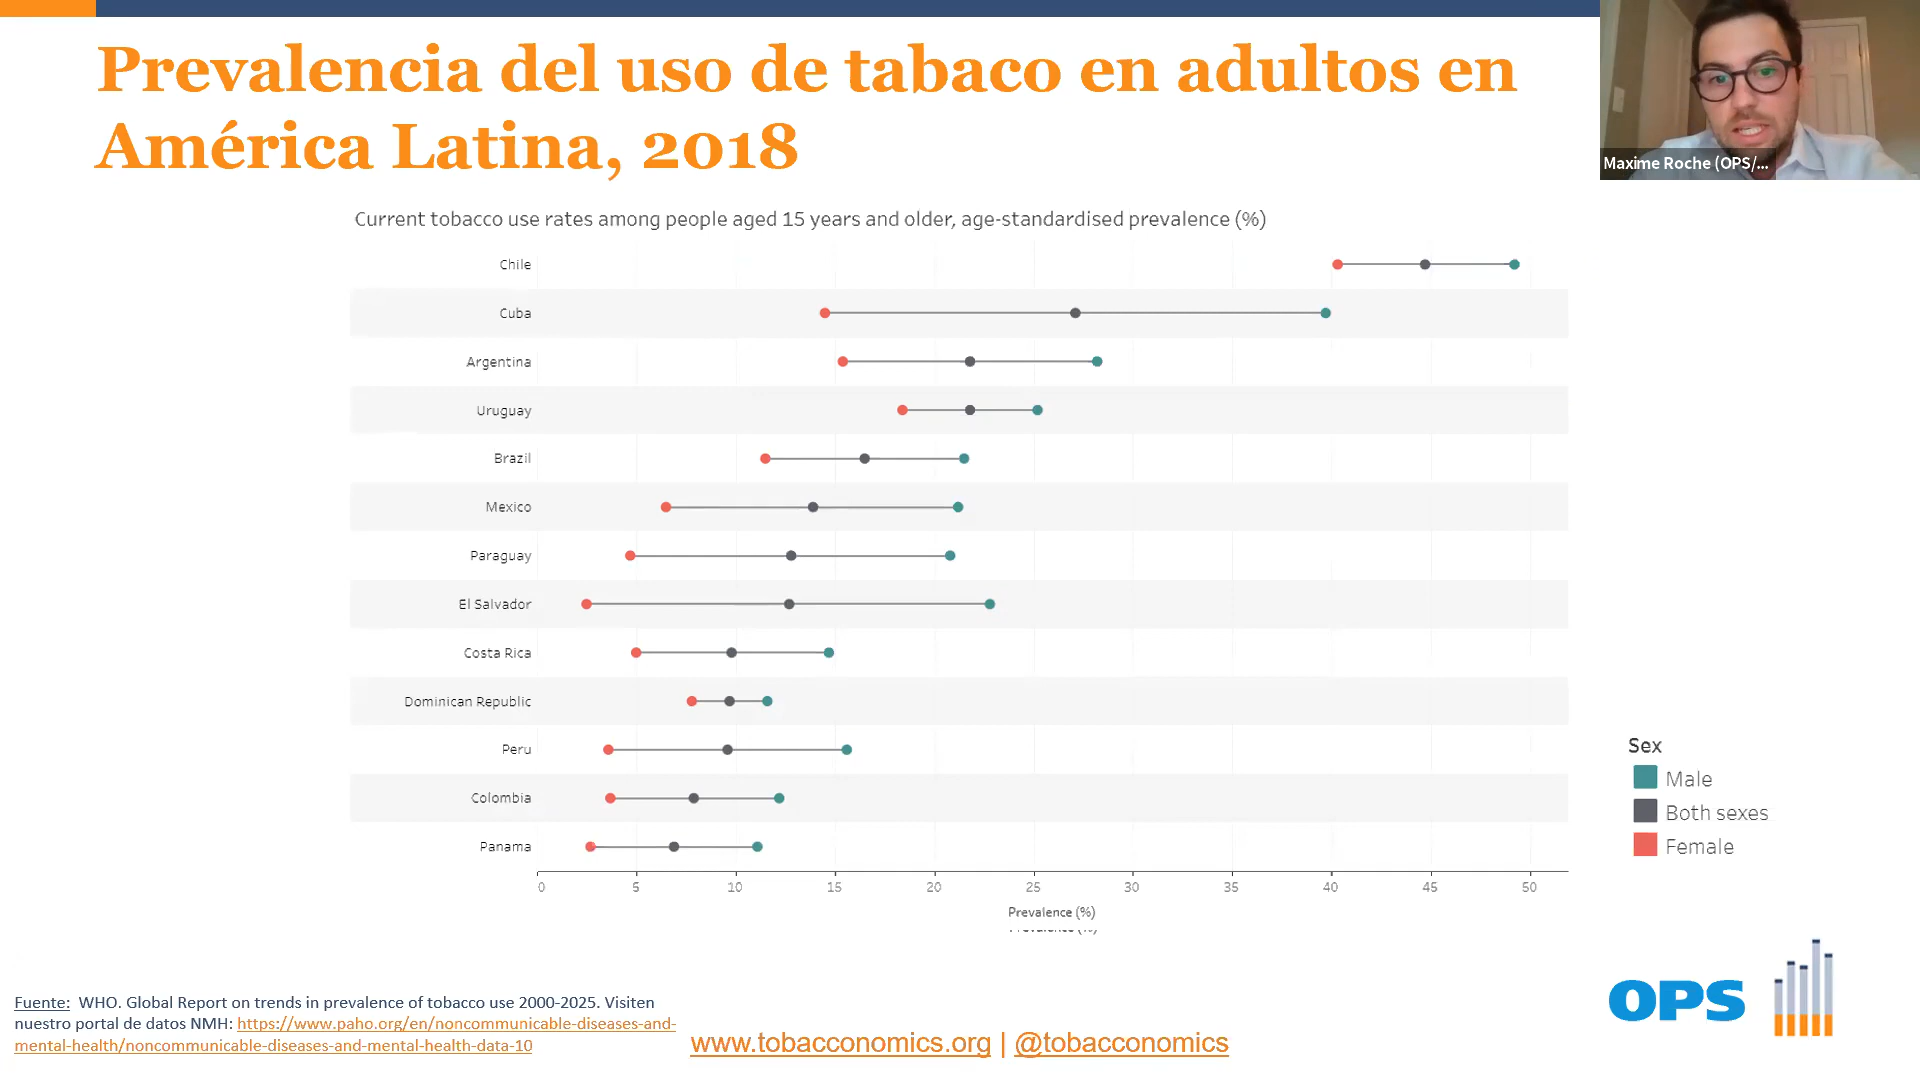 Prevalencia del uso de tabaco en adultos en
América Latina, 2018
Maxime Roche (OPS/...
Current tobacco use rates among people aged 15 years and older, age-standardised prevalence (%)
Chile
Cuba
Argentina
Uruguay
Brazil
Mexico
Paraguay
El Salvador
Costa Rica
Dominican Republic
Peru
Colombia
Panama
0 5 10 15 20 25 30 35 40 45 50
Prevalence (%)
Prevalence (%)
Sex
Male
Both sexes
Female
OPS
Fuente: WHO. Global Report on trends in prevalence of tobacco use 2000-2025. Visiten
nuestro portal de datos NMH: https://www.paho.org/en/noncommunicable-diseases-and-
mental-health/noncommunicable-diseases-and-mental-health-data-10
www.tobacconomics.org | @tobacconomics